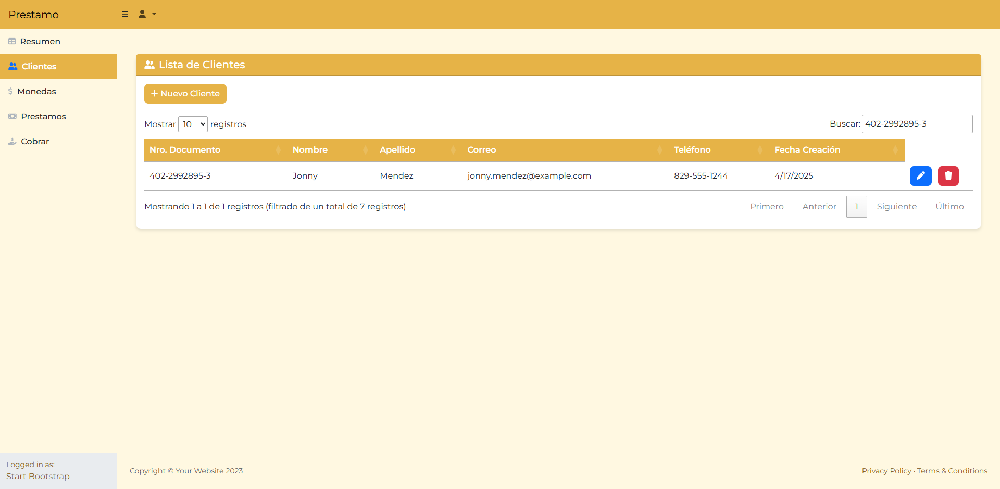 Prestamo
Resumen
Clientes
Monedas
Prestamos
Cobrar
Lista de Clientes
+ Nuevo Cliente
Mostrar 10 registros
Buscar: 402-2992895-3
Nro. Documento Nombre Apellido Correo Teléfono Fecha Creación
402-2992895-3 Jonny Mendez jonny.mendez@example.com 829-555-1244 4/17/2025
Mostrando 1 a 1 de 1 registros (filtrado de un total de 7 registros)
Primero Anterior 1 Siguiente Último
Logged in as:
Start Bootstrap
Copyright © Your Website 2023
Privacy Policy · Terms & Conditions